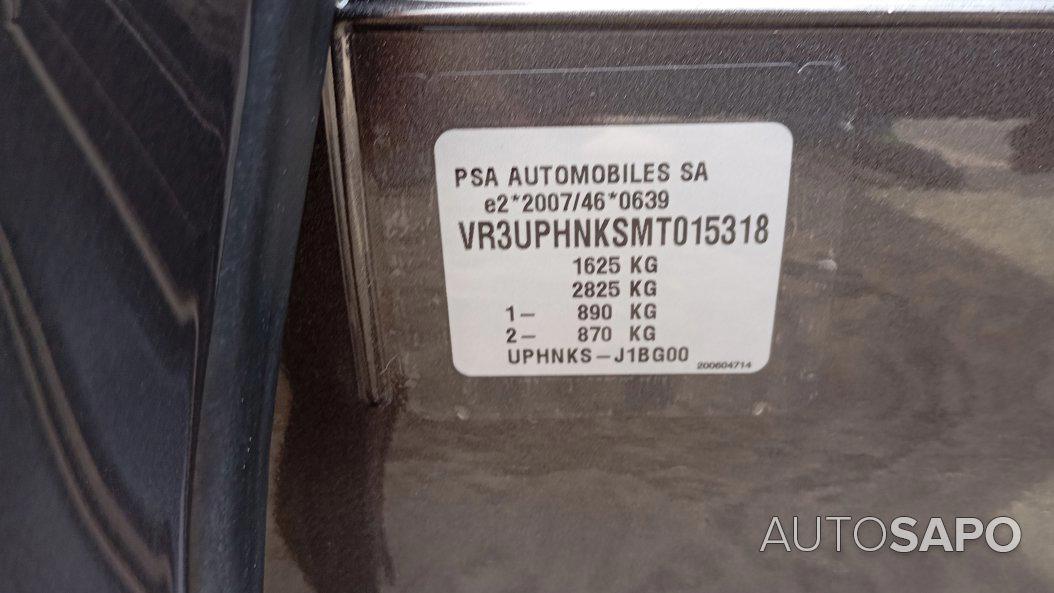 PSA AUTOMOBILES SA
e2*2007/46*0639
VR3UPHNKSMT015318
1625 KG
2825 KG
1– 890 KG
2– 870 KG
UPHNKS–J1BG00
200604714
AUTOSAPO